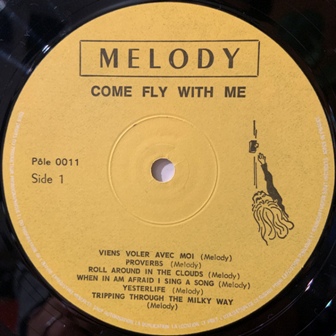 MELODY
COME FLY WITH ME
Pôle 0011
Side 1
VIENS VOLER AVEC MOI (Melody)
PROVERBS (Melody)
ROLL AROUND IN THE CLOUDS (Melody)
WHEN IN AM AFRAID I SING A SONG (Melody)
YESTERLIFE (Melody)
TRIPPING THROUGH THE MILKY WAY
(Melody)